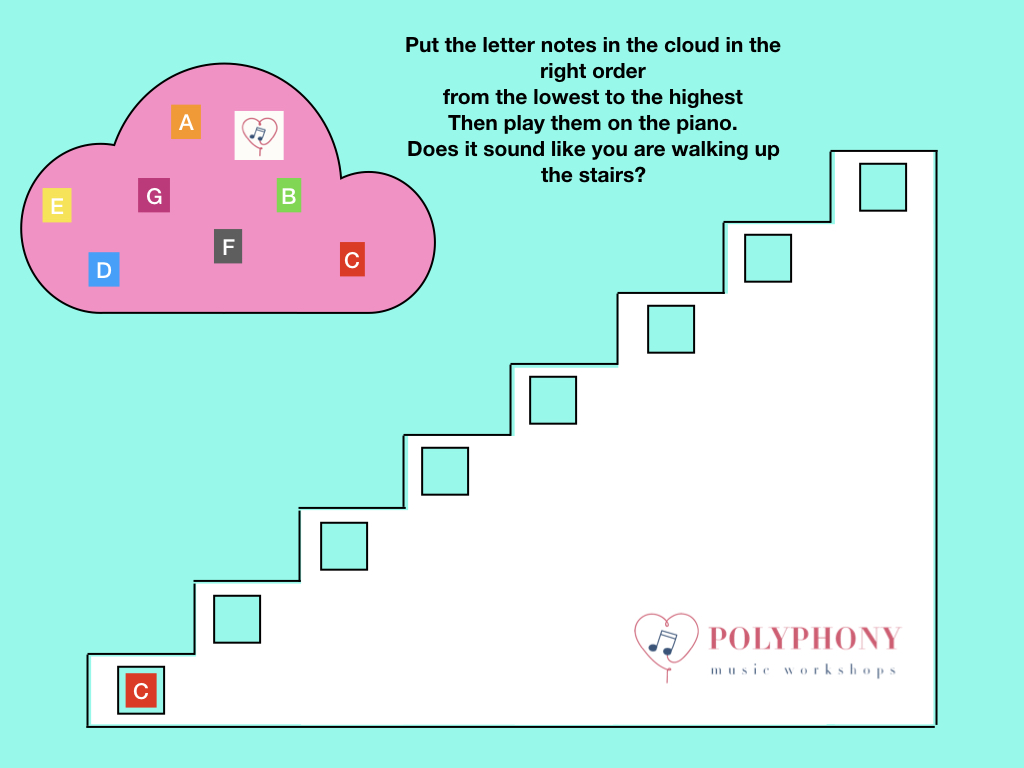 Put the letter notes in the cloud in the
right order
from the lowest to the highest
Then play them on the piano.
Does it sound like you are walking up
the stairs?
A
G
B
E
F
D
C
C
POLYPHONY
music workshops